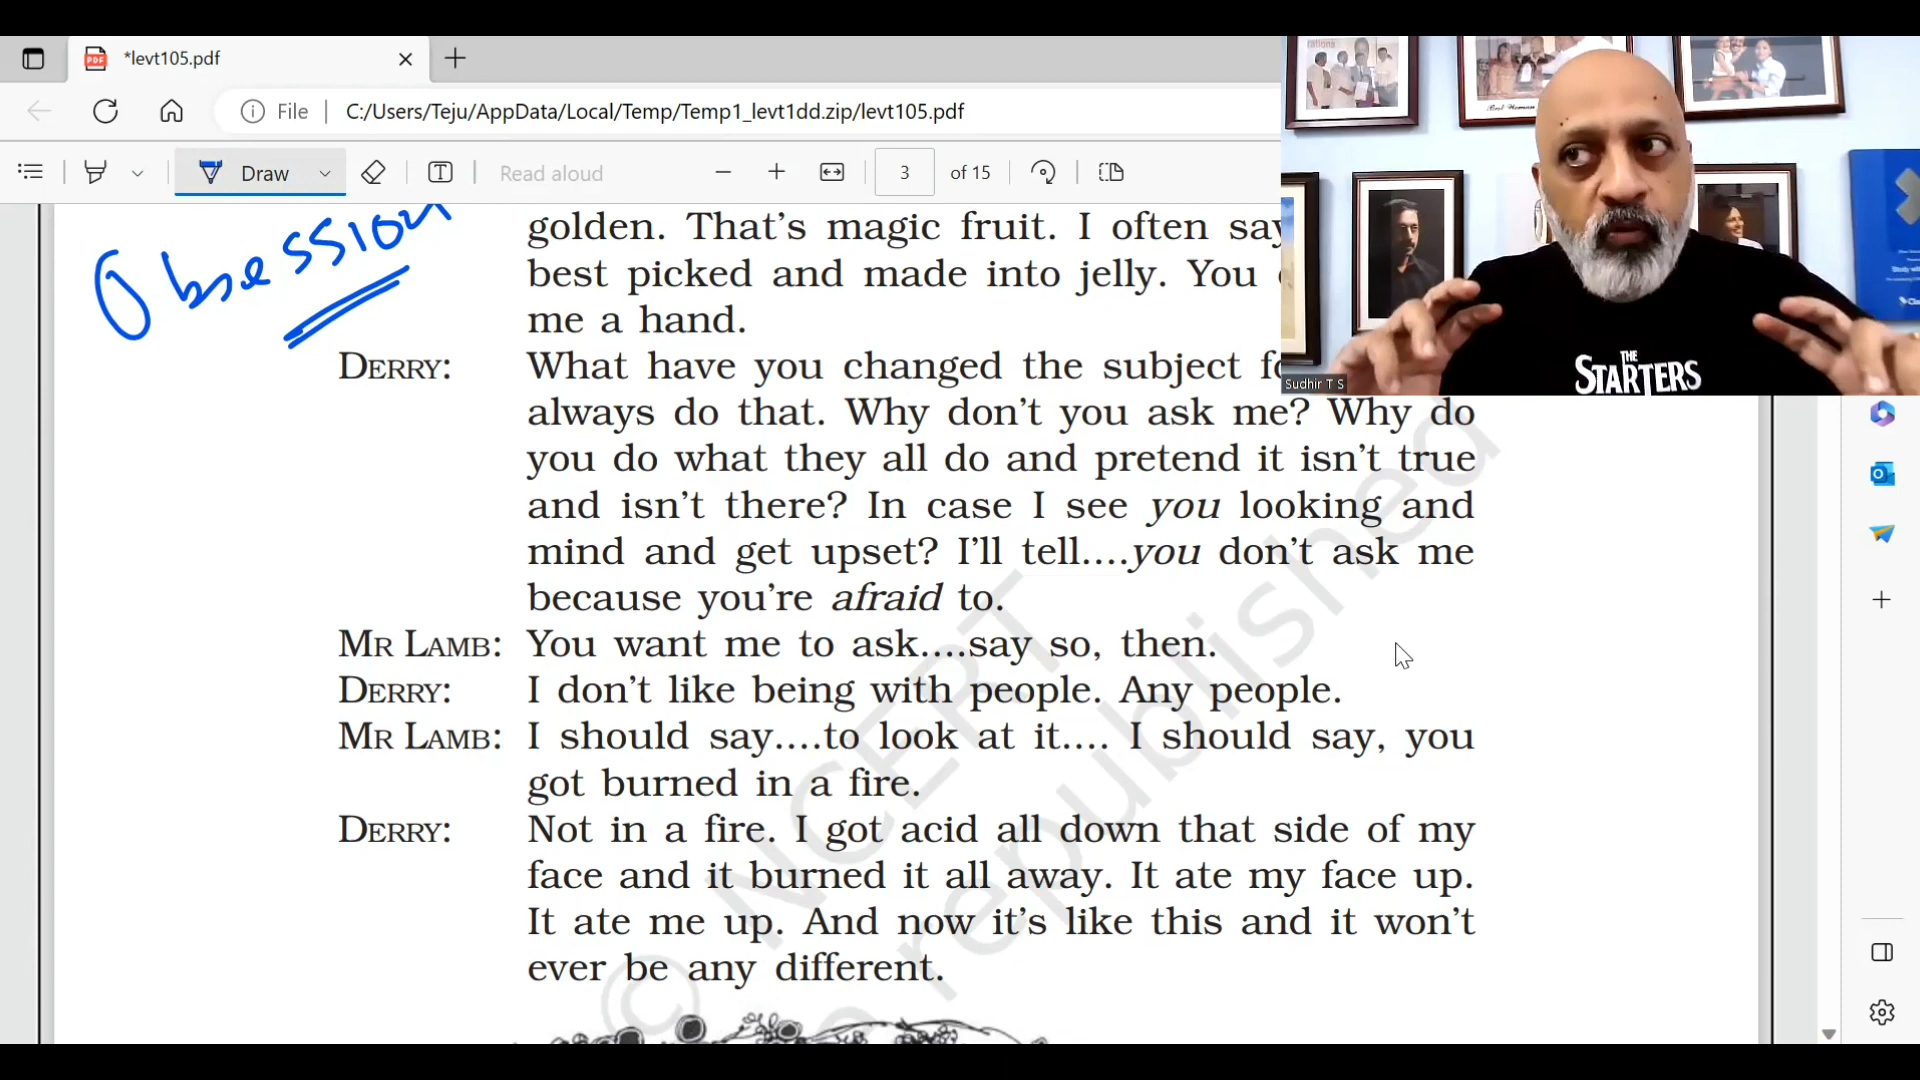 *levt105.pdf
File
C:/Users/Teju/AppData/Local/Temp/Temp1_levt1dd.zip/levt105.pdf
Draw
Read aloud
3
of 15
Obsession
golden. That's magic fruit. I often say
best picked and made into jelly. You
me a hand.
DERRY: What have you changed the subject
always do that. Why don't you ask me? Why do
you do what they all do and pretend it isn't true
and isn't there? In case I see you looking and
mind and get upset? I'll tell....you don't ask me
because you're afraid to.
MR LAMB: You want me to ask....say so, then.
DERRY: I don't like being with people. Any people.
MR LAMB: I should say....to look at it.... I should say, you
got burned in a fire.
DERRY: Not in a fire. I got acid all down that side of my
face and it burned it all away. It ate my face up.
It ate me up. And now it's like this and it won't
ever be any different.
© NCERT
republished
Sudhir T S
THE
STARTERS